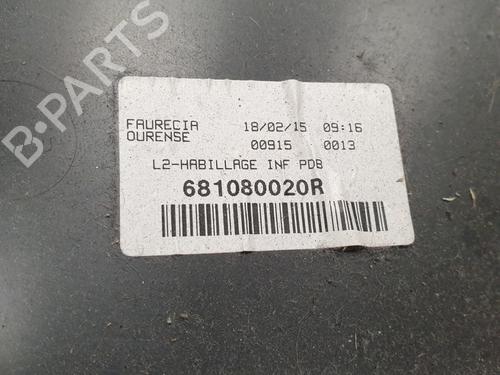 B-PARTS
FAURECIA 18/02/15 09:16
OURENSE 00915 0013
L2-HABILLAGE INF PDB
681080020R